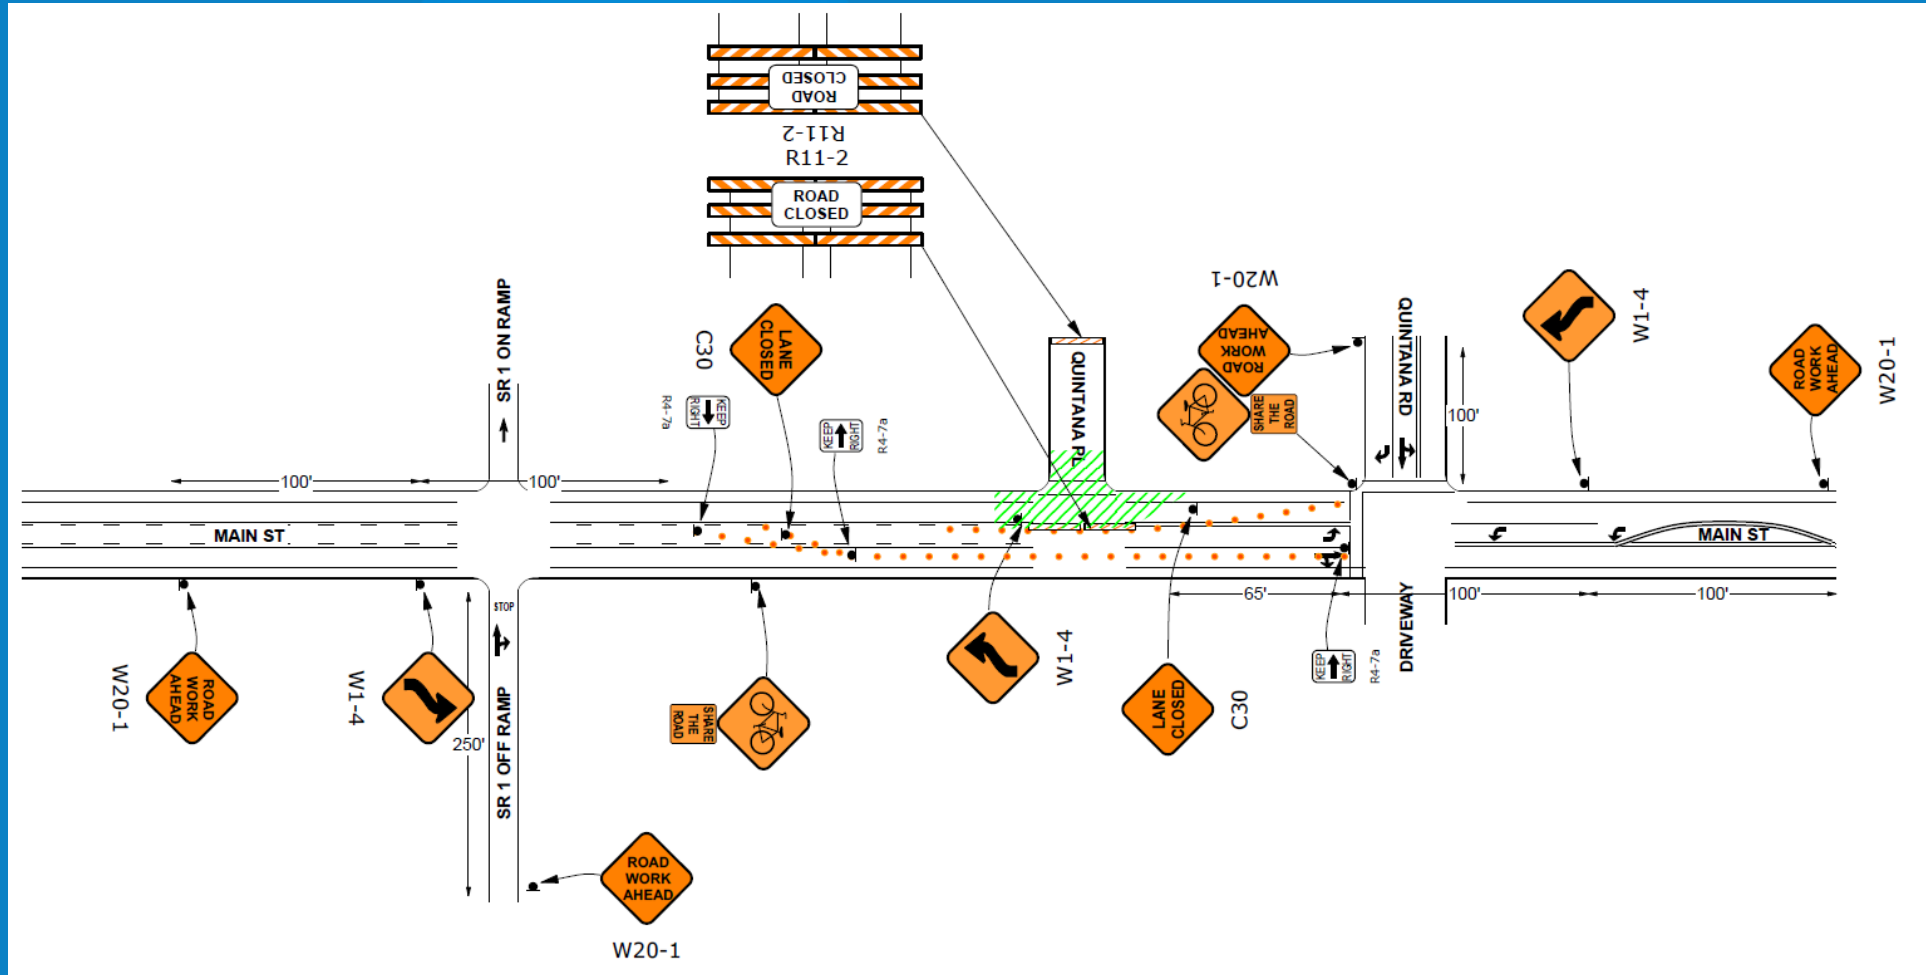 ROAD
CLOSED
R11-2
R11-2
ROAD
CLOSED
SR 1 ON RAMP
C30
LANE
CLOSED
R4-7a
KEEP
RIGHT
KEEP
RIGHT
R4-7a
QUINTANA PL
W20-1
ROAD
WORK
AHEAD
SHARE
THE
ROAD
QUINTANA RD
100'
W1-4
ROAD
WORK
AHEAD
W20-1
100'
100'
MAIN ST
MAIN ST
65'
100'
100'
STOP
W20-1
ROAD
WORK
AHEAD
W1-4
250'
SR 1 OFF RAMP
SHARE
THE
ROAD
W1-4
LANE
CLOSED
C30
KEEP
RIGHT
R4-7a
DRIVEWAY
ROAD
WORK
AHEAD
W20-1